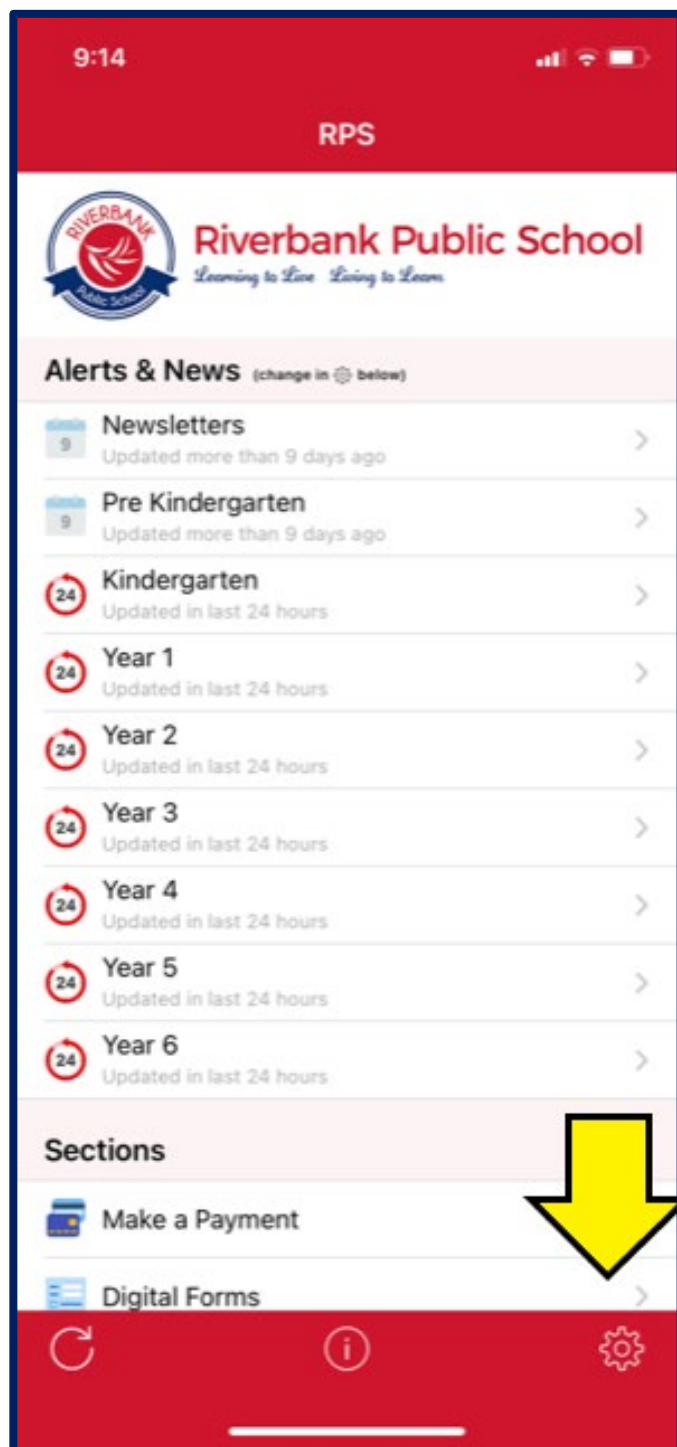 9:14
RPS
RIVERBANK
Public School
Riverbank Public School
Learning to Live Living to Learn
Alerts & News (change in below)
Newsletters
9
Updated more than 9 days ago
Pre Kindergarten
9
Updated more than 9 days ago
Kindergarten
24
Updated in last 24 hours
Year 1
24
Updated in last 24 hours
Year 2
24
Updated in last 24 hours
Year 3
24
Updated in last 24 hours
Year 4
24
Updated in last 24 hours
Year 5
24
Updated in last 24 hours
Year 6
24
Updated in last 24 hours
Sections
Make a Payment
Digital Forms